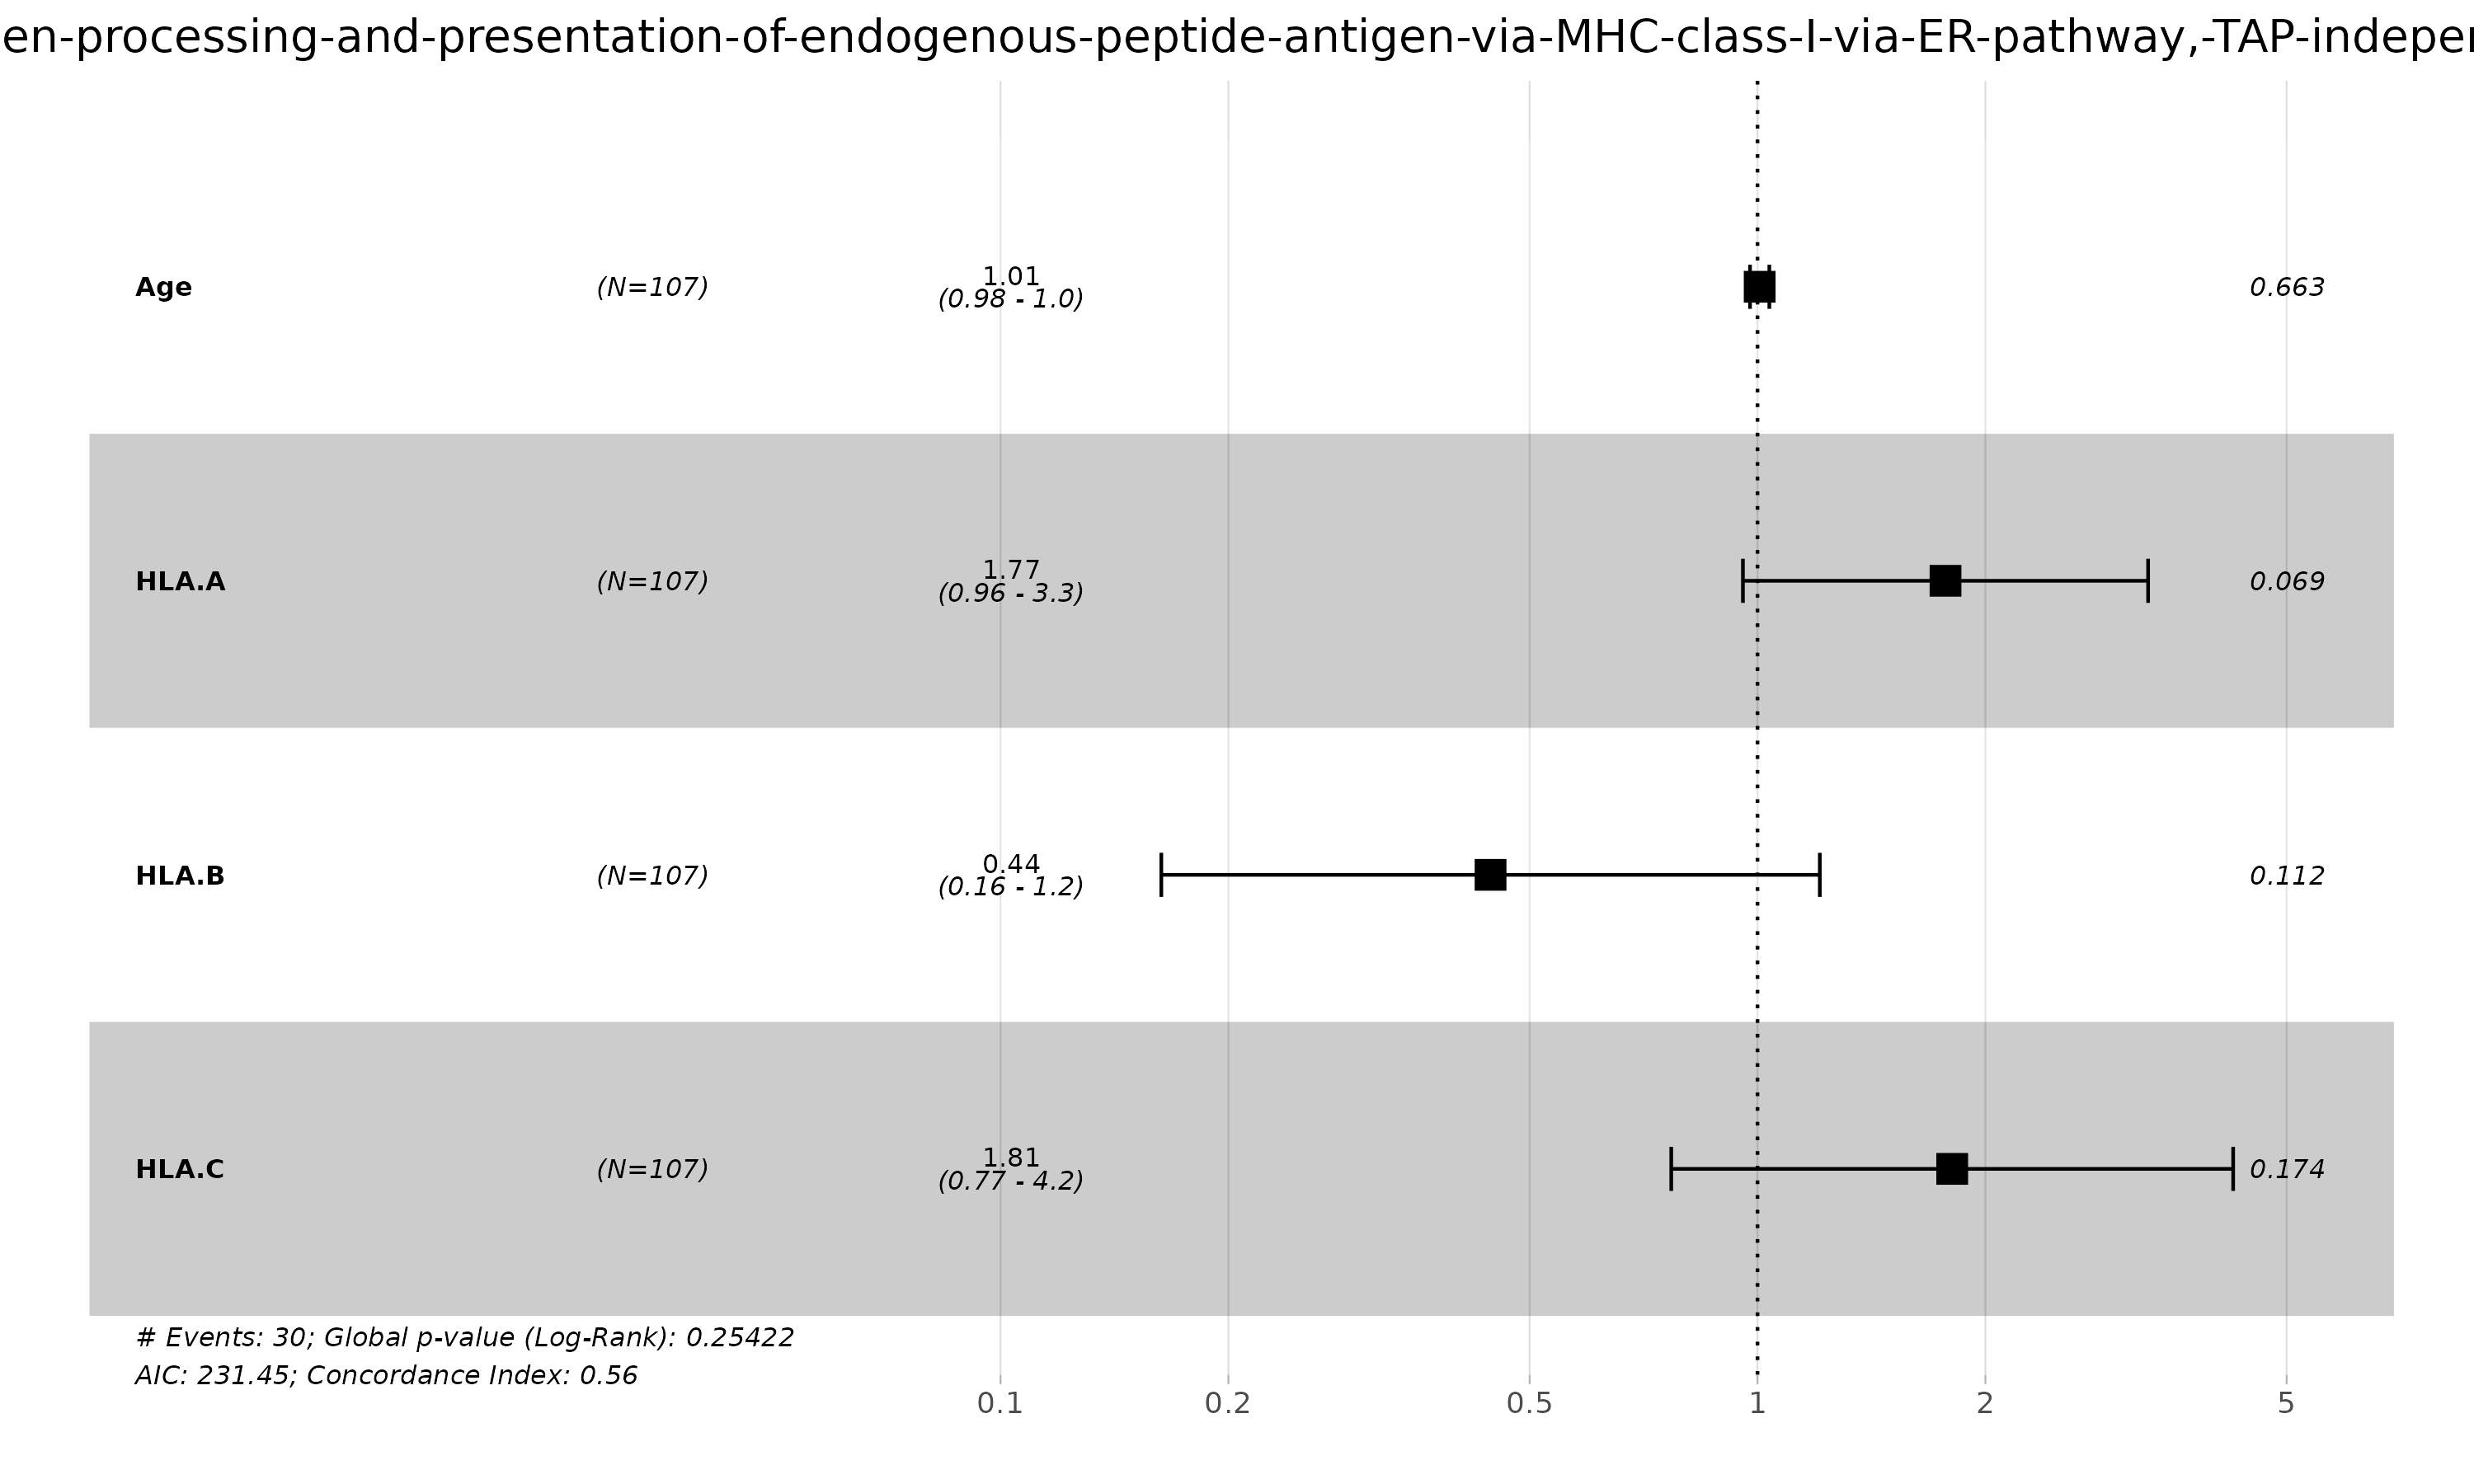 en-processing-and-presentation-of-endogenous-peptide-antigen-via-MHC-class-I-via-ER-pathway,-TAP-indepe
Age (N=107) 1.01 0.663
(0.98 - 1.0)
HLA.A (N=107) 1.77 0.069
(0.96 - 3.3)
HLA.B (N=107) 0.44 0.112
(0.16 - 1.2)
HLA.C (N=107) 1.81 0.174
(0.77 - 4.2)
# Events: 30; Global p-value (Log-Rank): 0.25422
AIC: 231.45; Concordance Index: 0.56
0.1 0.2 0.5 1 2 5